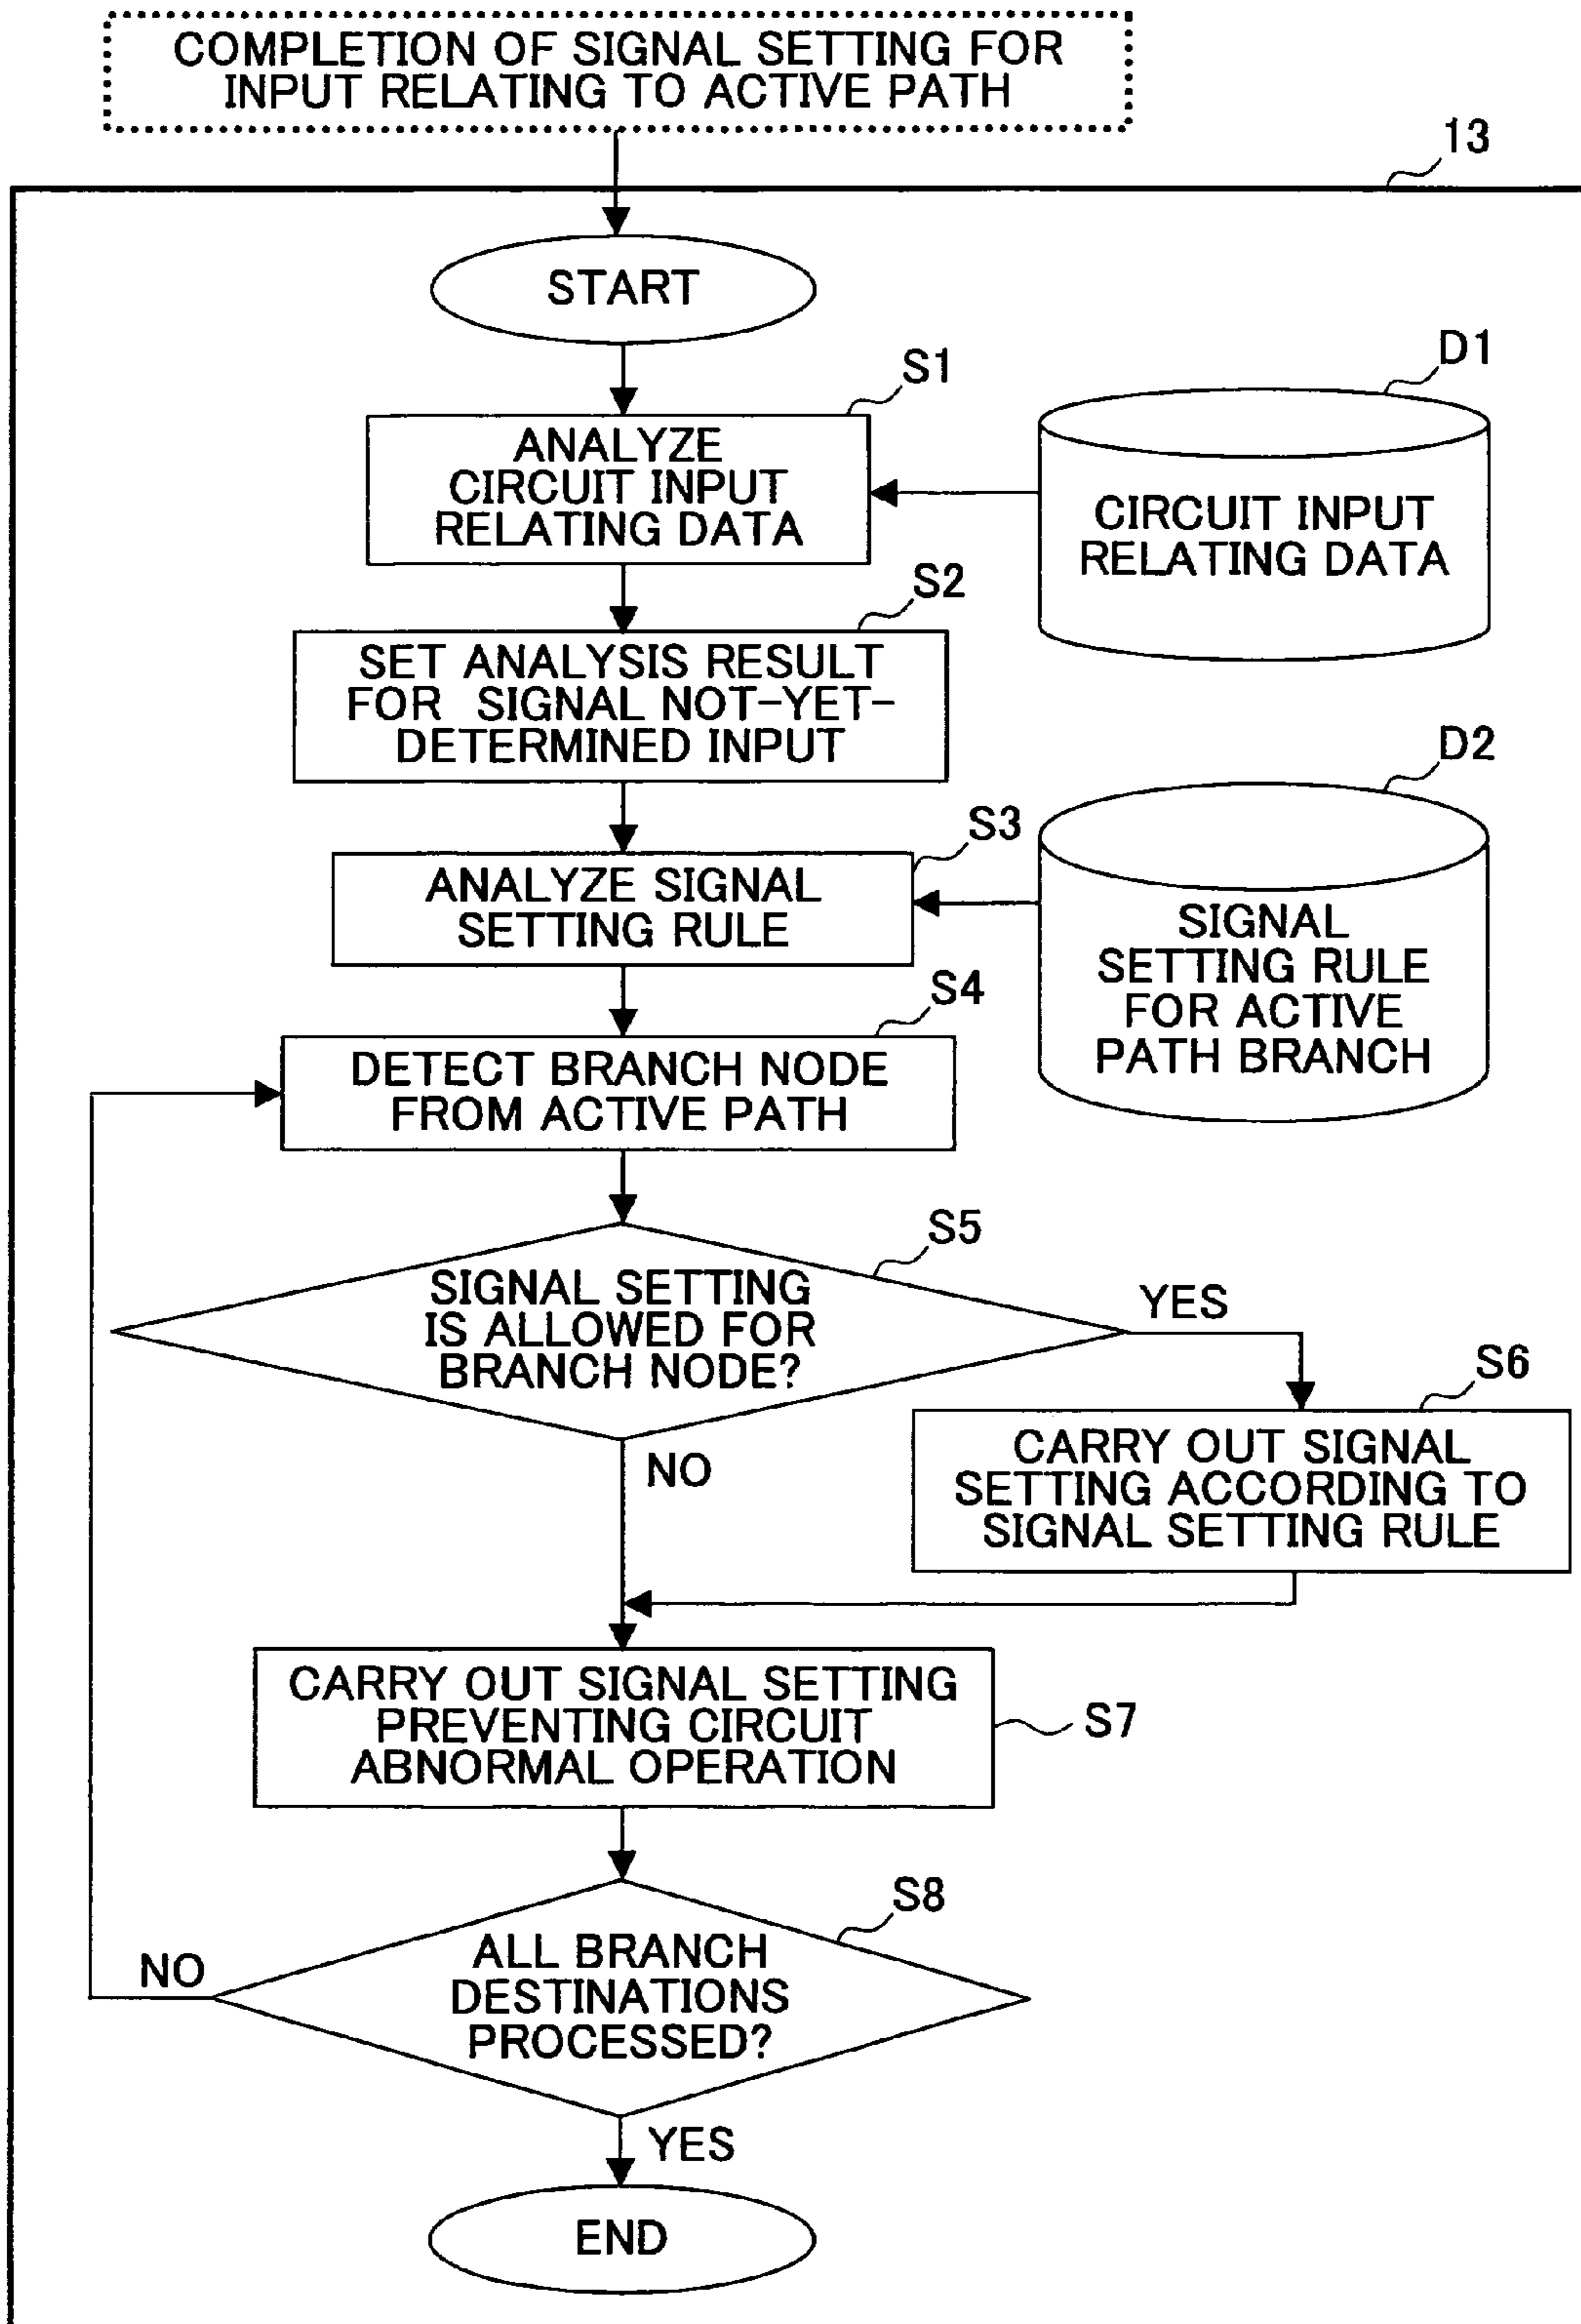 COMPLETION OF SIGNAL SETTING FOR
INPUT RELATING TO ACTIVE PATH
13
START
S1
ANALYZE
CIRCUIT INPUT
RELATING DATA
D1
CIRCUIT INPUT
RELATING DATA
S2
SET ANALYSIS RESULT
FOR SIGNAL NOT-YET-
DETERMINED INPUT
S3
ANALYZE SIGNAL
SETTING RULE
D2
SIGNAL
SETTING RULE
FOR ACTIVE
PATH BRANCH
S4
DETECT BRANCH NODE
FROM ACTIVE PATH
S5
SIGNAL SETTING
IS ALLOWED FOR
BRANCH NODE?
YES
NO
S6
CARRY OUT SIGNAL
SETTING ACCORDING TO
SIGNAL SETTING RULE
CARRY OUT SIGNAL SETTING
PREVENTING CIRCUIT
ABNORMAL OPERATION
S7
S8
ALL BRANCH
DESTINATIONS
PROCESSED?
NO
YES
END